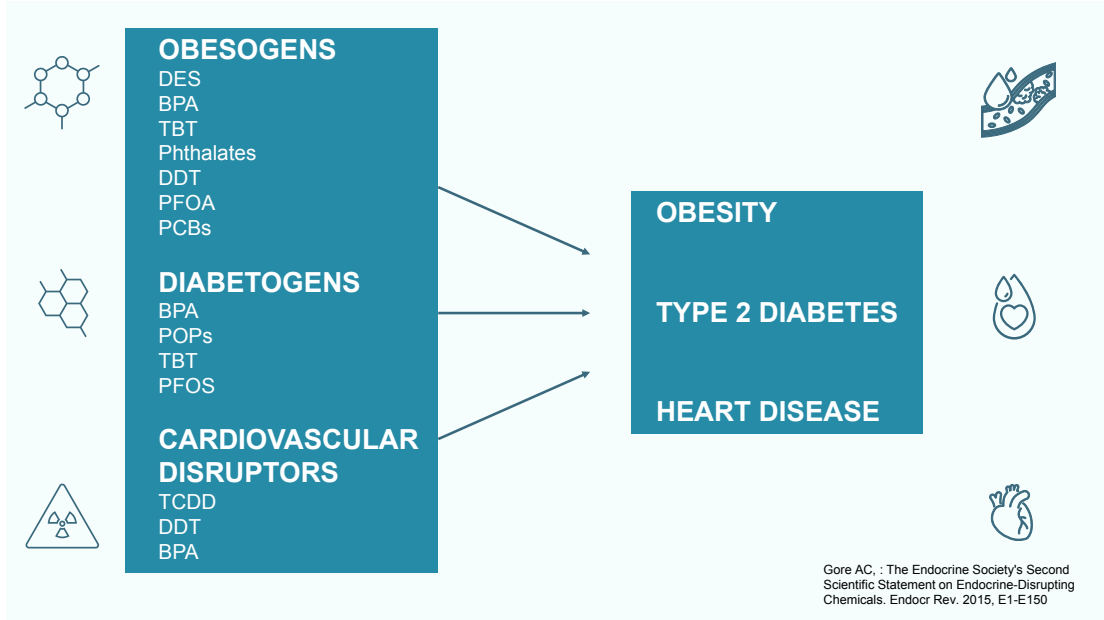 OBESOGENS
DES
BPA
TBT
Phthalates
DDT
PFOA
PCBs
DIABETOGENS
BPA
POPs
TBT
PFOS
CARDIOVASCULAR
DISRUPTORS
TCDD
DDT
BPA
OBESITY
TYPE 2 DIABETES
HEART DISEASE
Gore AC, : The Endocrine Society's Second
Scientific Statement on Endocrine-Disrupting
Chemicals. Endocr Rev. 2015, E1-E150